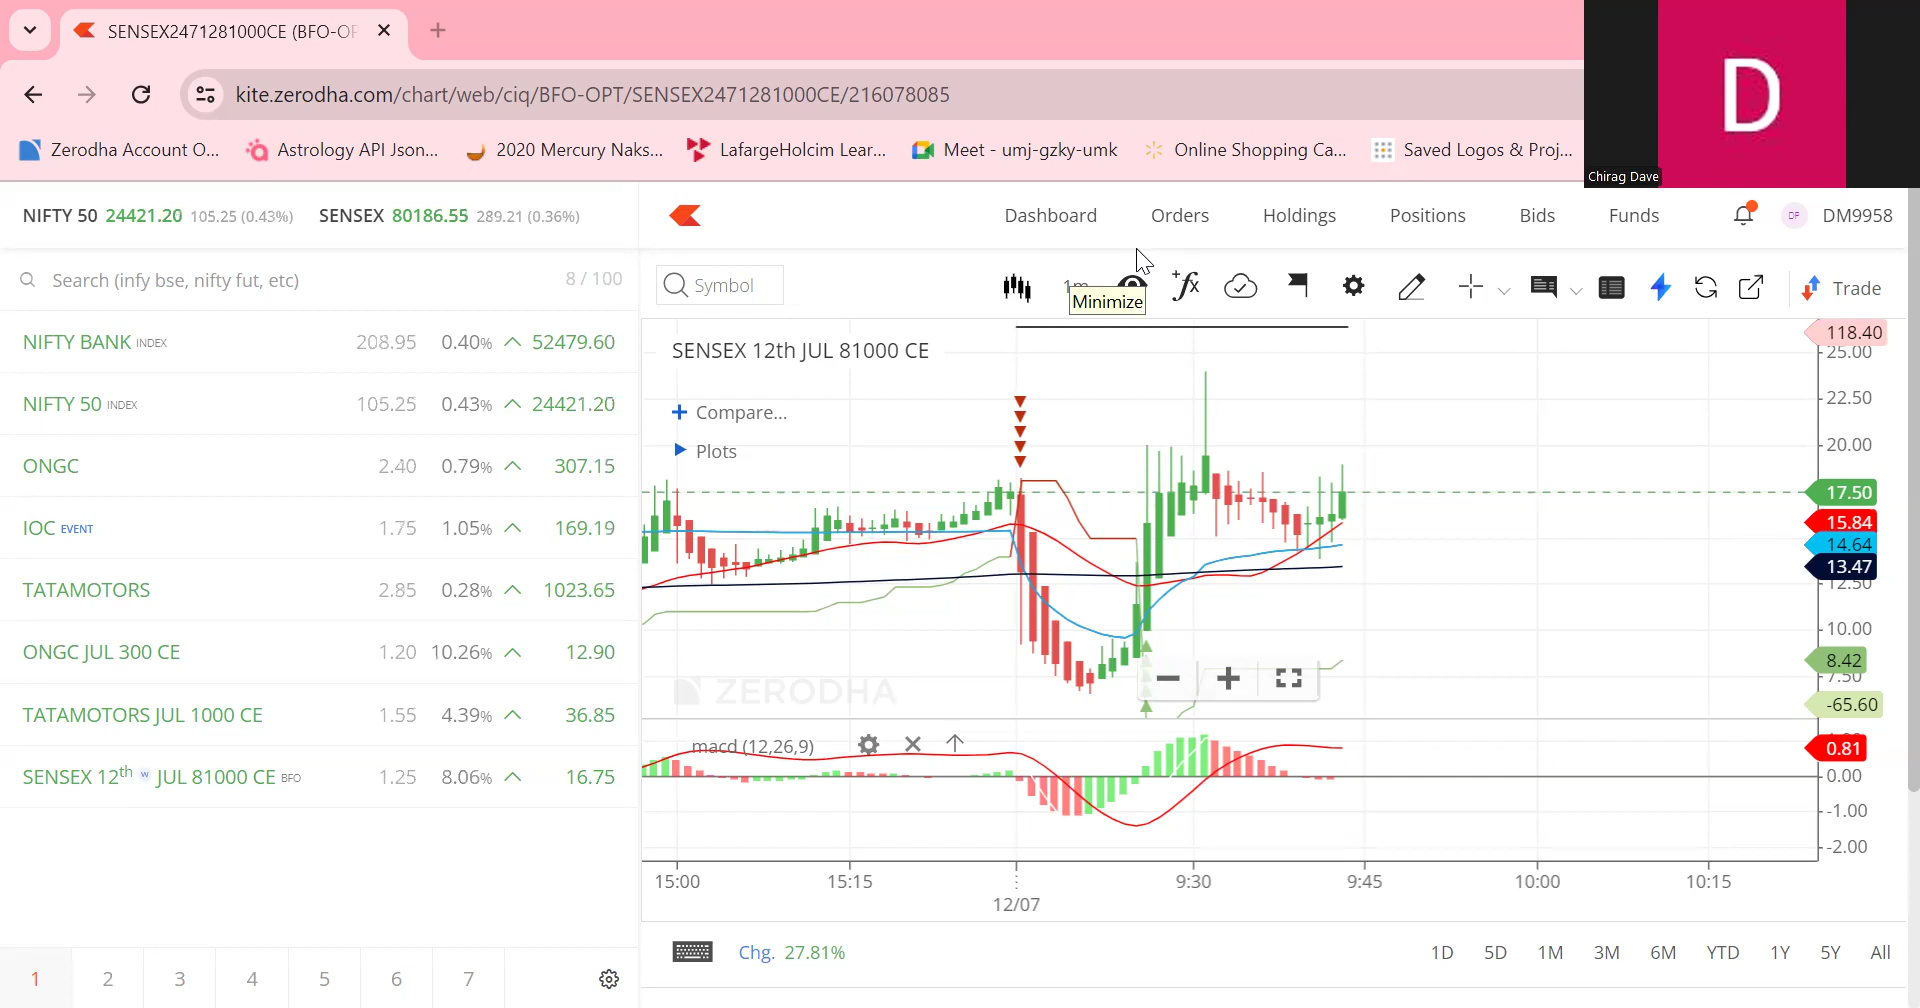 SENSEX2471281000CE (BFO-OP
kite.zerodha.com/chart/web/ciq/BFO-OPT/SENSEX2471281000CE/216078085
Zerodha Account O... Astrology API Json... 2020 Mercury Naks... LafargeHolcim Lear... Meet - umj-gzky-umk Online Shopping Ca... Saved Logos & Proj...
D
Chirag Dave
NIFTY 50 24421.20 105.25 (0.43%) SENSEX 80186.55 289.21 (0.36%)
Dashboard Orders Holdings Positions Bids Funds DP DM9958
Search (infy bse, nifty fut, etc) 8 / 100
Symbol 1m Trade
Minimize
NIFTY BANK INDEX 208.95 0.40% 52479.60
NIFTY 50 INDEX 105.25 0.43% 24421.20
ONGC 2.40 0.79% 307.15
IOC EVENT 1.75 1.05% 169.19
TATAMOTORS 2.85 0.28% 1023.65
ONGC JUL 300 CE 1.20 10.26% 12.90
TATAMOTORS JUL 1000 CE 1.55 4.39% 36.85
SENSEX 12th w JUL 81000 CE BFO 1.25 8.06% 16.75
1 2 3 4 5 6 7
SENSEX 12th JUL 81000 CE
Compare...
Plots
ZERODHA
118.40
25.00
22.50
20.00
17.50
15.84
14.64
13.47
12.50
10.00
8.42
7.50
-65.60
macd (12,26,9)
0.81
0.00
-1.00
-2.00
15:00 15:15 9:30 9:45 10:00 10:15
12/07
Chg. 27.81% 1D 5D 1M 3M 6M YTD 1Y 5Y All